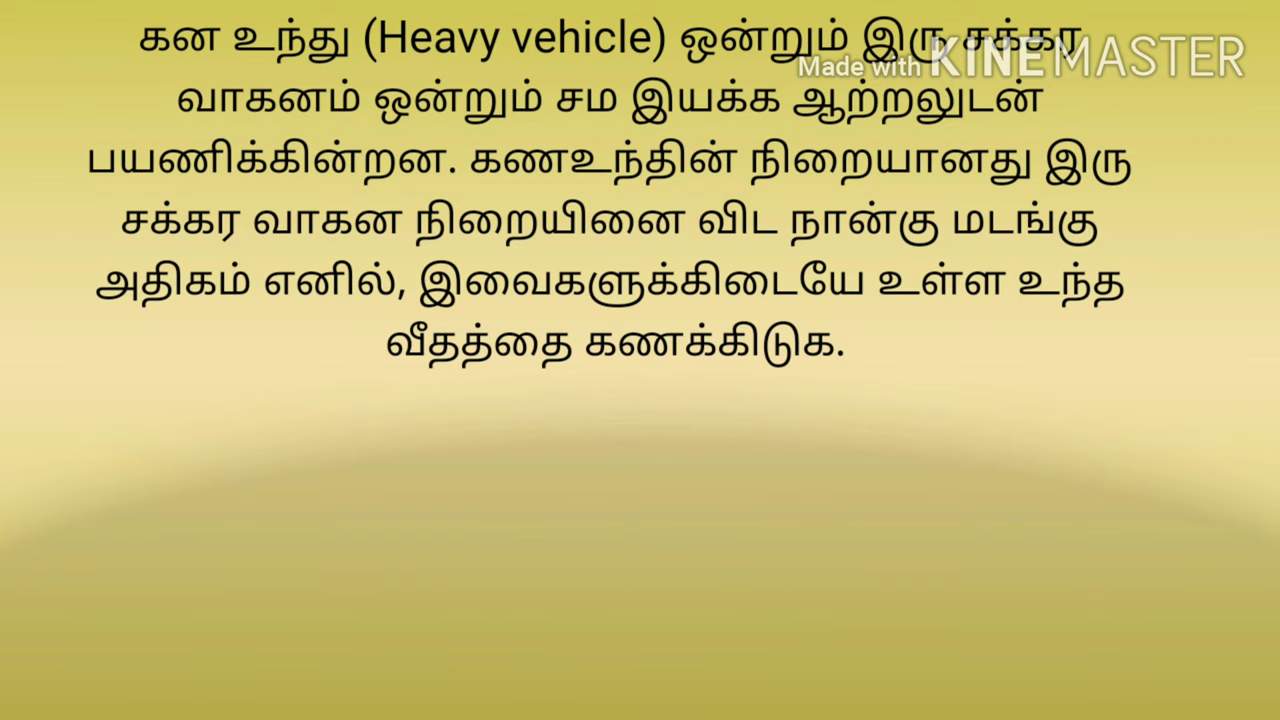 கன உந்து (Heavy vehicle) ஒன்றும் இரு சக்கர
Made with KINEMASTER
வாகனம் ஒன்றும் சம இயக்க ஆற்றலுடன்
பயணிக்கின்றன. கணஉந்தின் நிறையானது இரு
சக்கர வாகன நிறையினை விட நான்கு மடங்கு
அதிகம் எனில், இவைகளுக்கிடையே உள்ள உந்த
வீதத்தை கணக்கிடுக.